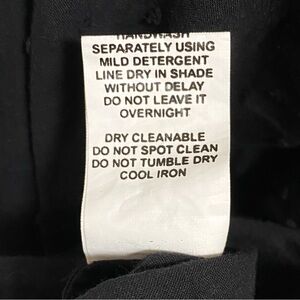 HANDWASH
SEPARATELY USING
MILD DETERGENT
LINE DRY IN SHADE
WITHOUT DELAY
DO NOT LEAVE IT
OVERNIGHT
DRY CLEANABLE
DO NOT SPOT CLEAN
DO NOT TUMBLE DRY
COOL IRON